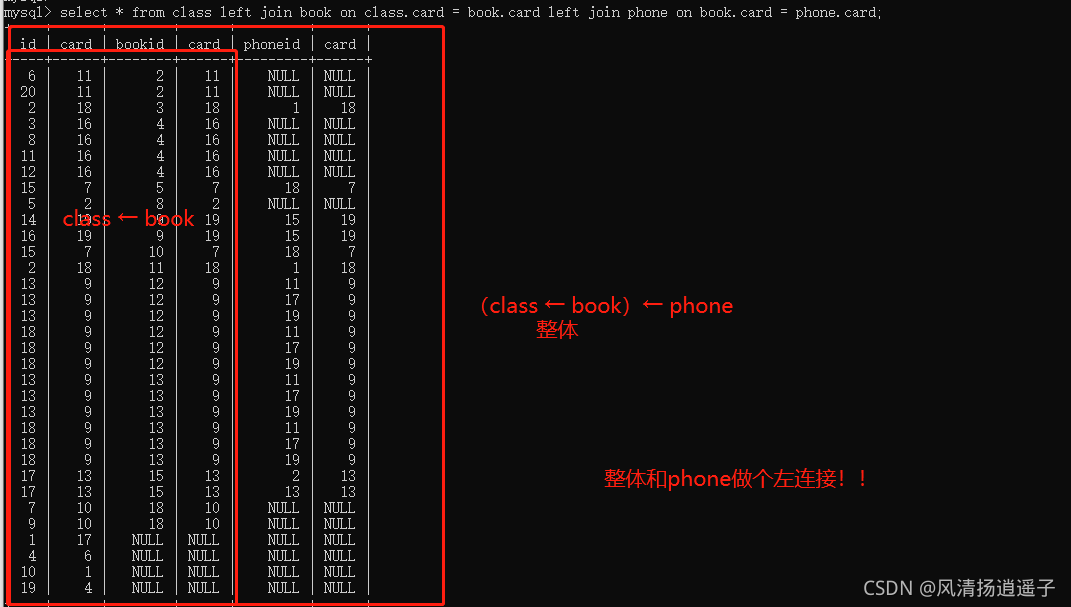 mysql> select * from class left join book on class.card = book.card left join phone on book.card = phone.card;
id | card | bookid | card | phoneid | card |
6 | 11 | 2 | 11 | NULL | NULL |
20 | 11 | 2 | 11 | NULL | NULL |
2 | 18 | 3 | 18 | 1 | 18 |
3 | 16 | 4 | 16 | NULL | NULL |
8 | 16 | 4 | 16 | NULL | NULL |
11 | 16 | 4 | 16 | NULL | NULL |
12 | 16 | 4 | 16 | NULL | NULL |
15 | 7 | 5 | 7 | 18 | 7 |
5 | 2 | 8 | 2 | NULL | NULL |
14 | 19 | 9 | 19 | 15 | 19 |
class ← book
16 | 19 | 9 | 19 | 15 | 19 |
15 | 7 | 10 | 7 | 18 | 7 |
2 | 18 | 11 | 18 | 1 | 18 |
13 | 9 | 12 | 9 | 11 | 9 |
13 | 9 | 12 | 9 | 17 | 9 |
（class ← book）← phone
13 | 9 | 12 | 9 | 19 | 9 |
18 | 9 | 12 | 9 | 11 | 9 |
整体
18 | 9 | 12 | 9 | 17 | 9 |
18 | 9 | 12 | 9 | 19 | 9 |
13 | 9 | 13 | 9 | 11 | 9 |
13 | 9 | 13 | 9 | 17 | 9 |
13 | 9 | 13 | 9 | 19 | 9 |
18 | 9 | 13 | 9 | 11 | 9 |
18 | 9 | 13 | 9 | 17 | 9 |
18 | 9 | 13 | 9 | 19 | 9 |
17 | 13 | 15 | 13 | 2 | 13 |
整体和phone做个左连接！！
17 | 13 | 15 | 13 | 13 | 13 |
7 | 10 | 18 | 10 | NULL | NULL |
9 | 10 | 18 | 10 | NULL | NULL |
1 | 17 | NULL | NULL | NULL | NULL |
4 | 6 | NULL | NULL | NULL | NULL |
10 | 1 | NULL | NULL | NULL | NULL |
19 | 4 | NULL | NULL | NULL | NULL |
CSDN @风清扬逍遥子